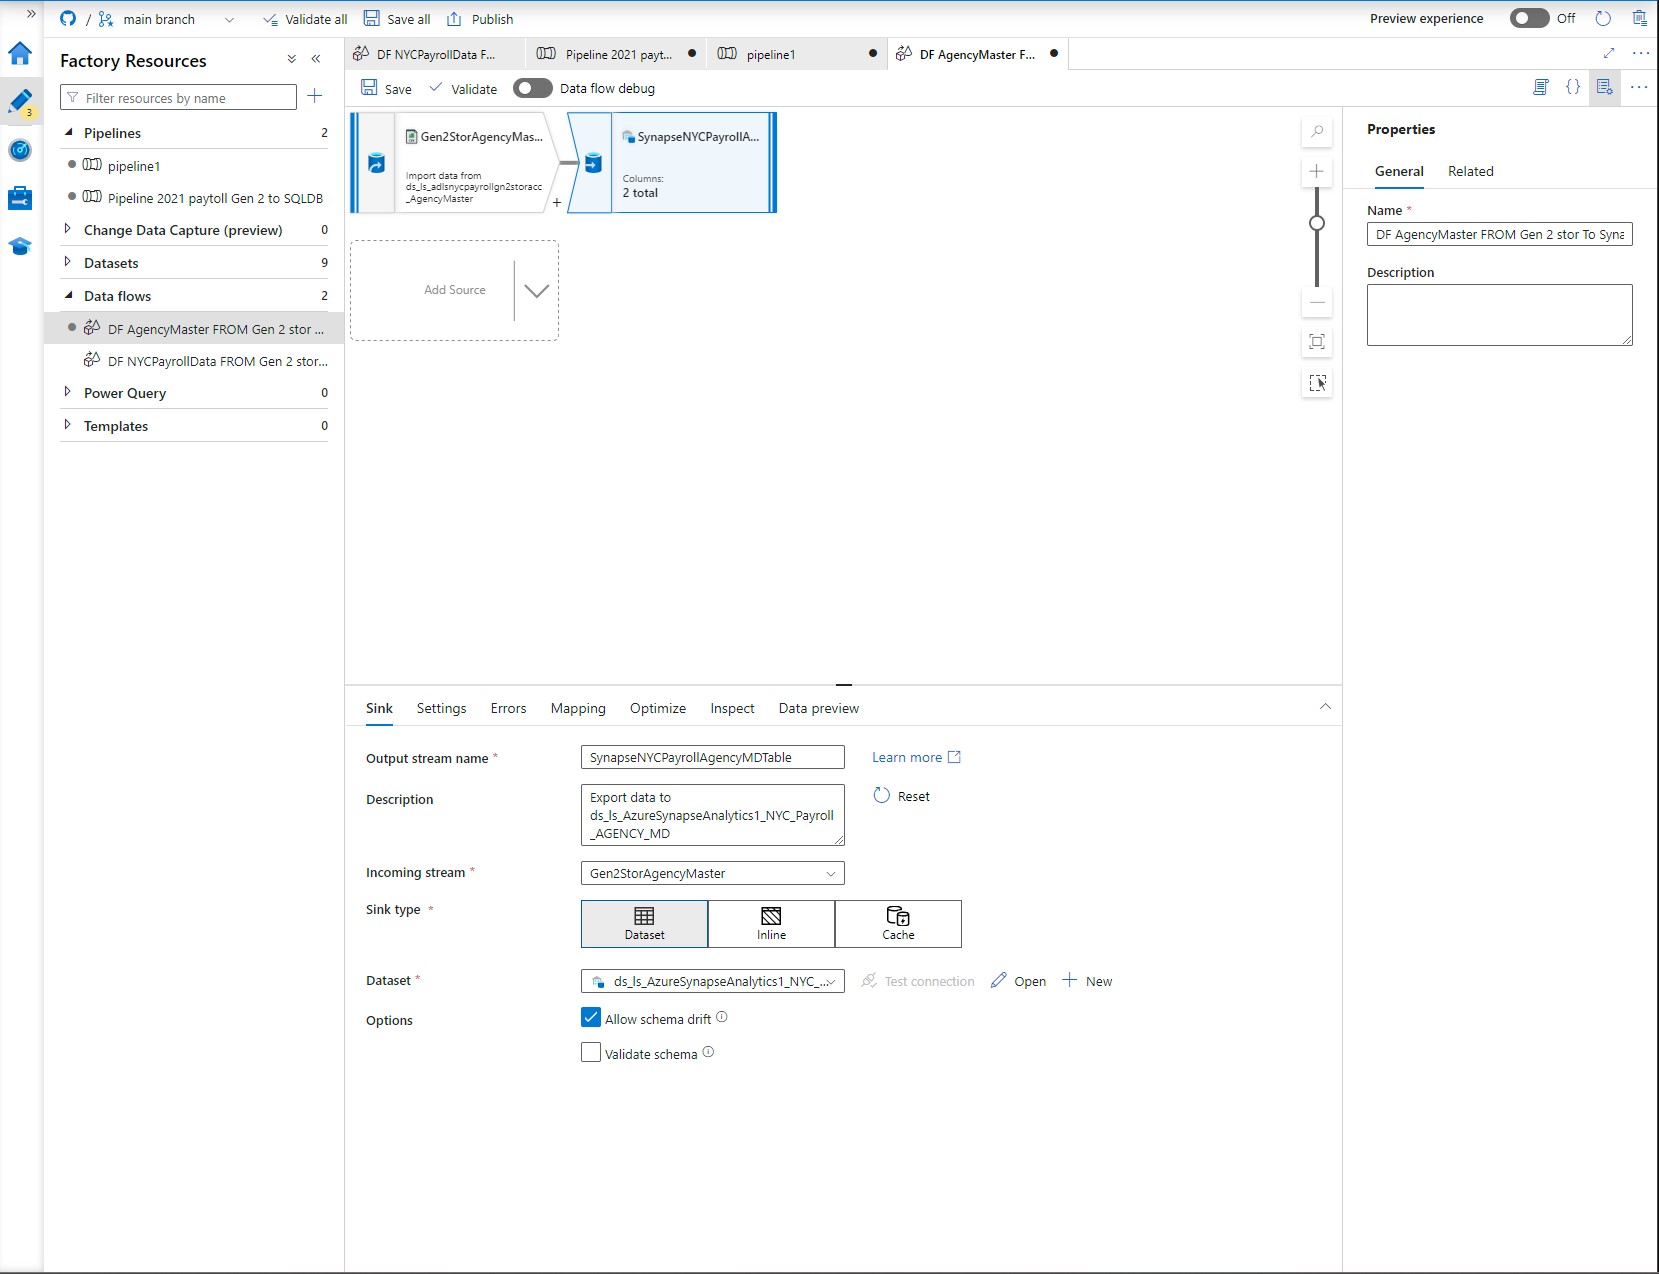 / main branch Validate all Save all Publish Preview experience Off
Factory Resources
Filter resources by name
3
Pipelines 2
pipeline1
Pipeline 2021 paytoll Gen 2 to SQLDB
Change Data Capture (preview) 0
Datasets 9
Data flows 2
DF AgencyMaster FROM Gen 2 stor ...
DF NYCPayrollData FROM Gen 2 stor...
Power Query 0
Templates 0
DF NYCPayrollData F... Pipeline 2021 payt... pipeline1 DF AgencyMaster F...
Save Validate Data flow debug
Gen2StorAgencyMas...
Import data from
ds_ls_adlsnycpayrollgn2storacc
_AgencyMaster
+
SynapseNYCPayrollA...
Columns:
2 total
Add Source
Properties
General Related
Name *
DF AgencyMaster FROM Gen 2 stor To Syna
Description
Sink Settings Errors Mapping Optimize Inspect Data preview
Output stream name * SynapseNYCPayrollAgencyMDTable Learn more
Description Export data to
ds_ls_AzureSynapseAnalytics1_NYC_Payroll
_AGENCY_MD
Reset
Incoming stream * Gen2StorAgencyMaster
Sink type * Dataset Inline Cache
Dataset * ds_ls_AzureSynapseAnalytics1_NYC_... Test connection Open New
Options Allow schema drift
Validate schema